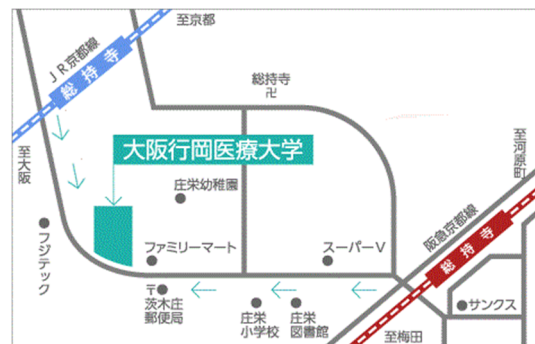 至京都
JR京都線
総持寺
総持寺
卍
至大阪
大阪行岡医療大学
至河原町
庄栄幼稚園
阪急京都線
総持寺
フジテック
ファミリーマート
スーパーV
〒
茨木庄
郵便局
庄栄
小学校
庄栄
図書館
サンクス
至梅田